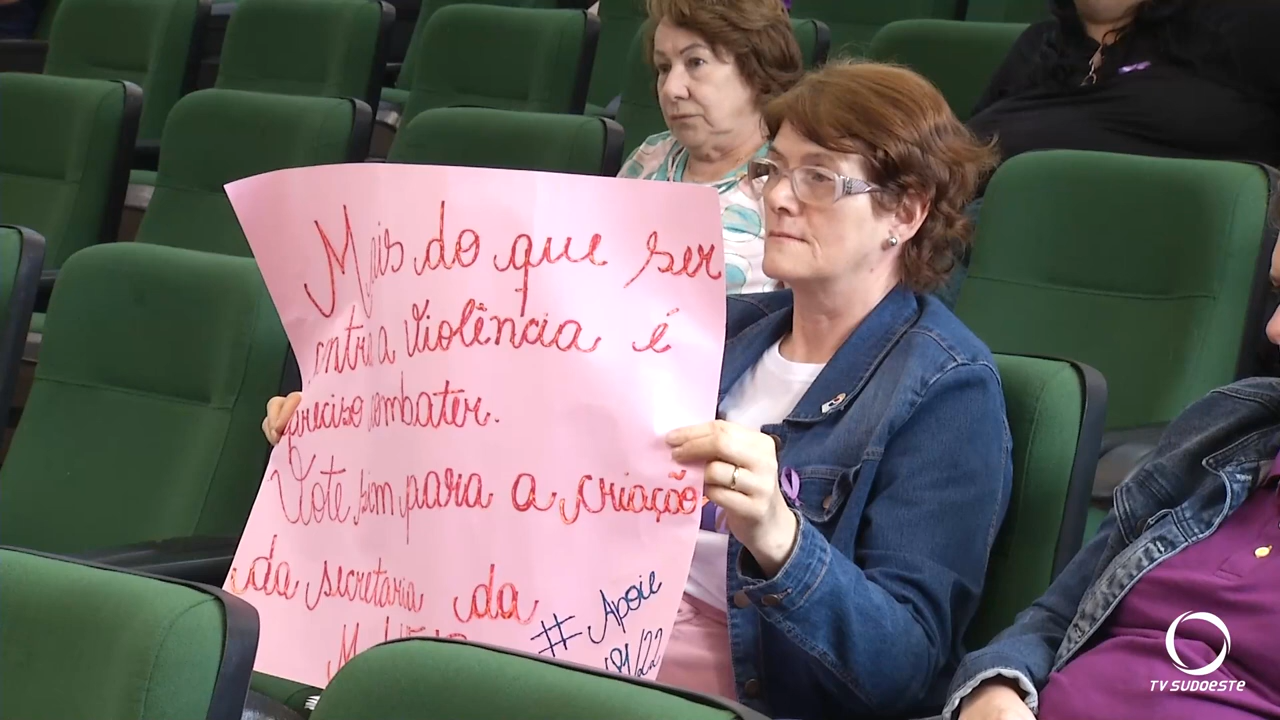 Mais do que ser
contra a violência é
preciso combater.
Vote sim para a criação
da secretaria da
# Apoie
TV SUDOESTE